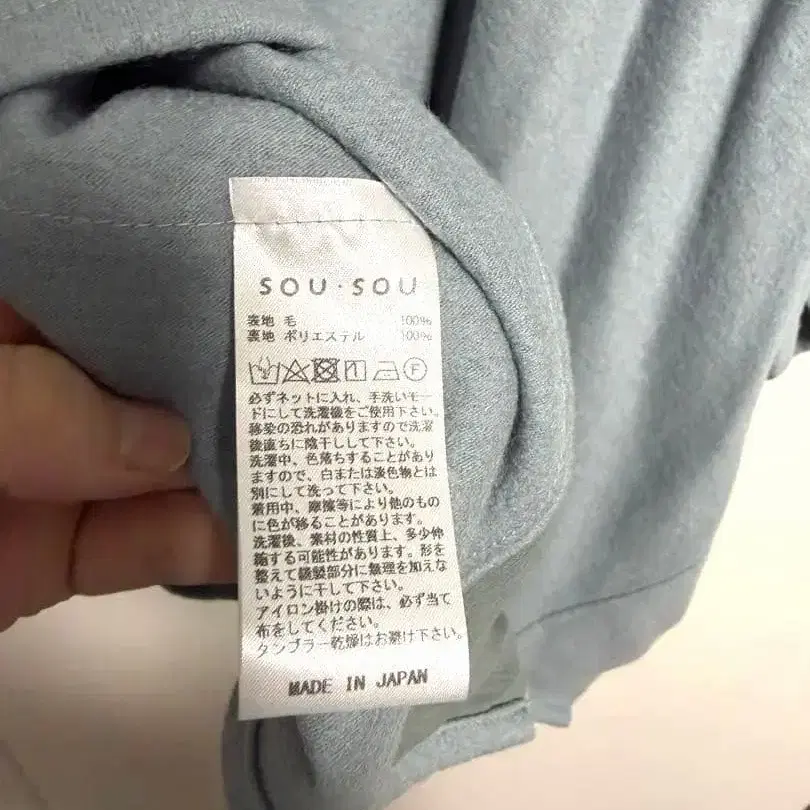 SOU・SOU
表地 毛 100%
裏地 ポリエステル 100%
F
必ずネットに入れ、手洗いモー
ドにして洗濯機をご使用下さい。
移染の恐れがありますので洗濯
後直ちに陰干しして下さい。
洗濯中、色落ちすることがあり
ますので、白または淡色物とは
別にして洗って下さい。
着用中、摩擦等により他のもの
に色が移ることがあります。
洗濯後、素材の性質上、多少伸
縮する可能性があります。形を
整えて縫製部分に無理を加えな
いように干して下さい。
アイロン掛けの際は、必ず当て
布をしてください。
タンブラー乾燥はお避け下さい。
MADE IN JAPAN